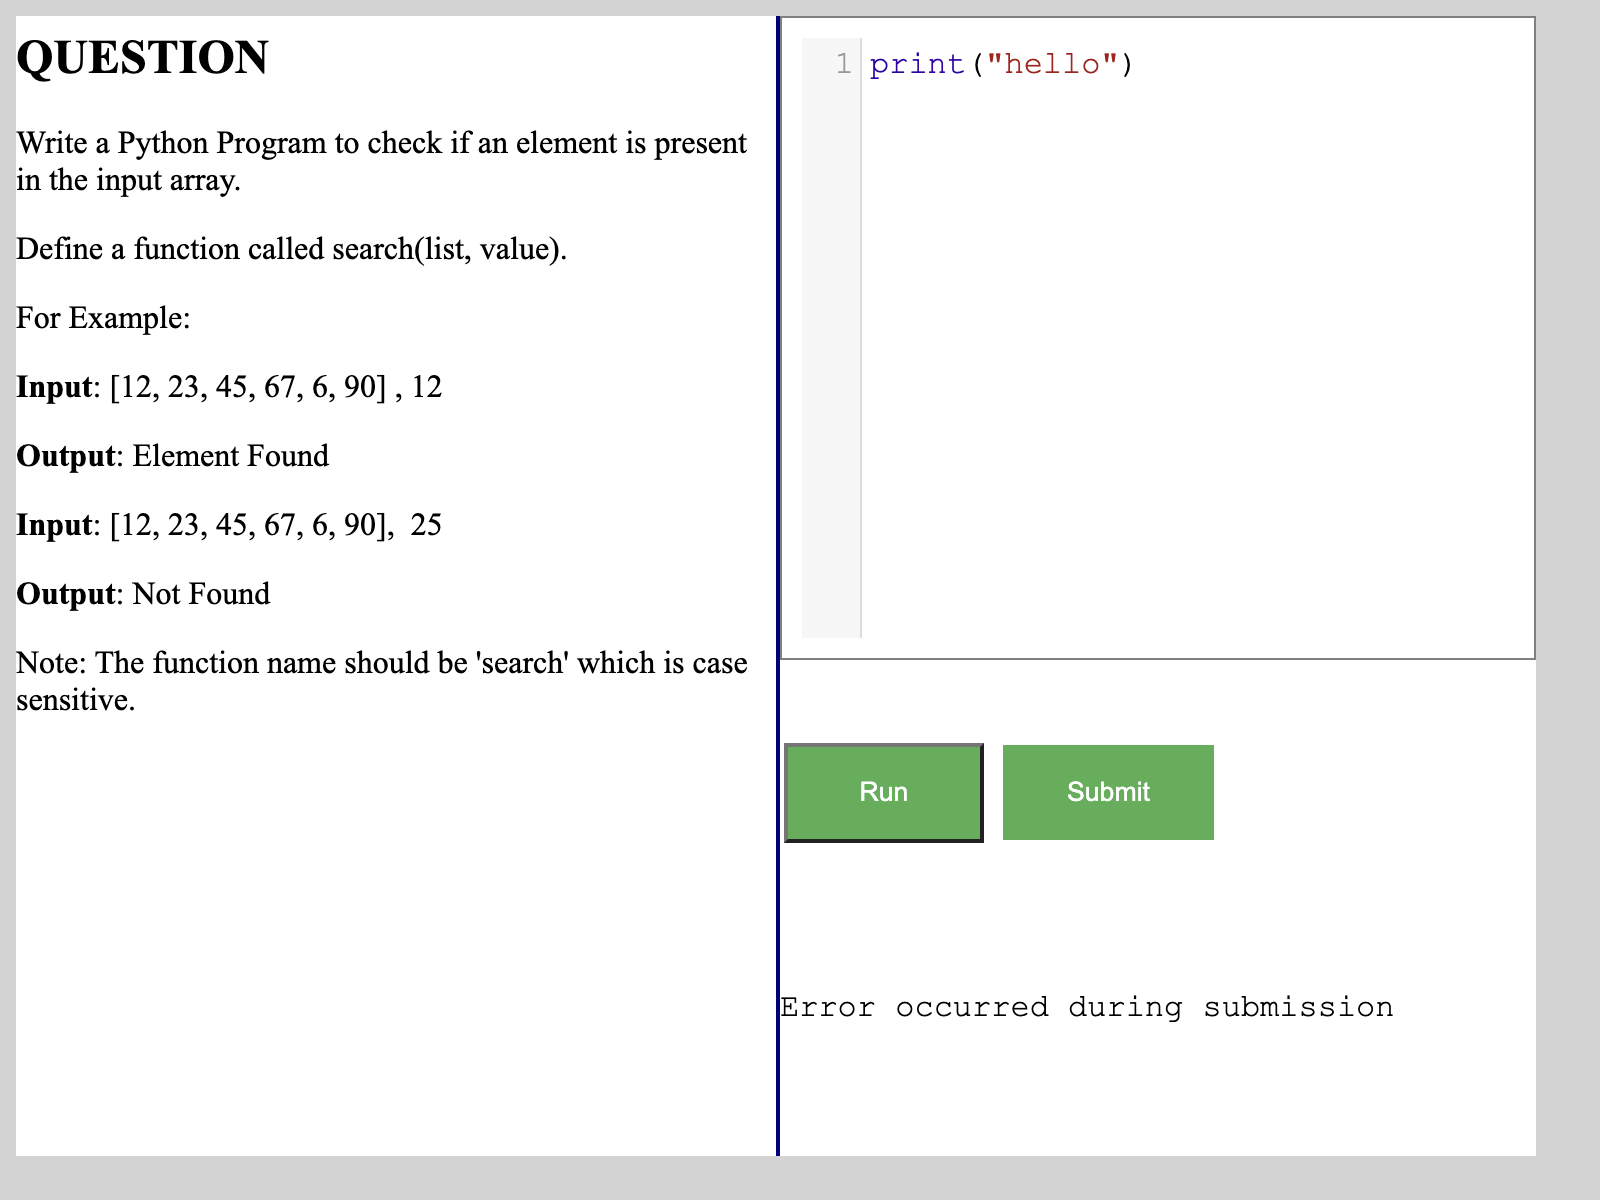 QUESTION
Write a Python Program to check if an element is present
in the input array.
Define a function called search(list, value).
For Example:
Input: [12, 23, 45, 67, 6, 90] , 12
Output: Element Found
Input: [12, 23, 45, 67, 6, 90],  25
Output: Not Found
Note: The function name should be 'search' which is case
sensitive.
1 print("hello")
Run Submit
Error occurred during submission